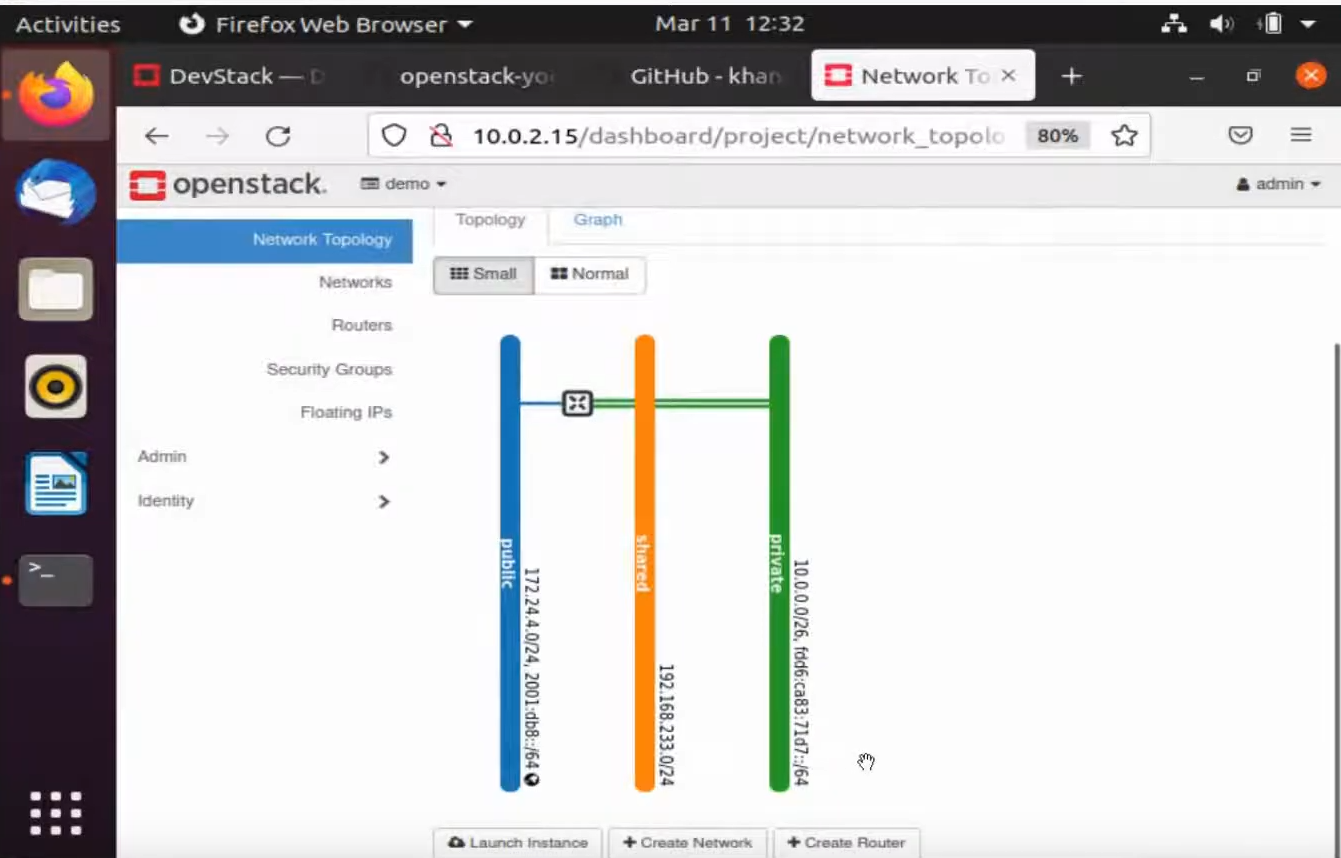 Activities
Firefox Web Browser
Mar 11 12:32
DevStack — D
openstack-yo
GitHub - khan
Network To
10.0.2.15/dashboard/project/network_topolo
80%
openstack.
demo
admin
Network Topology
Topology
Graph
Small
Normal
Networks
Routers
Security Groups
Floating IPs
Admin
Identity
public
172.24.4.0/24, 2001:db8::/64
shared
192.168.233.0/24
private
10.0.0.0/26, fdd6:ca83:71d7::/64
Launch Instance
Create Network
Create Router